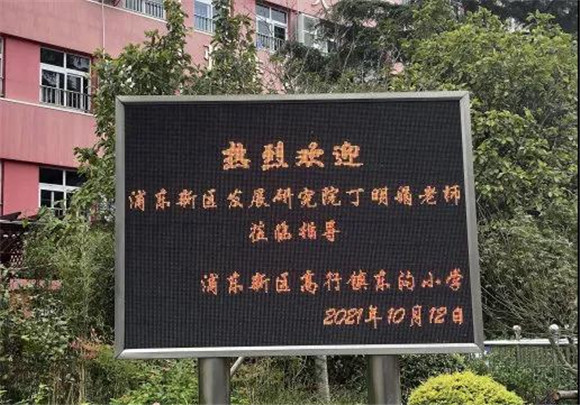 热烈欢迎
浦东新区发展研究院丁明娟老师
莅临指导
浦东新区高行镇东沟小学
2021年10月12日